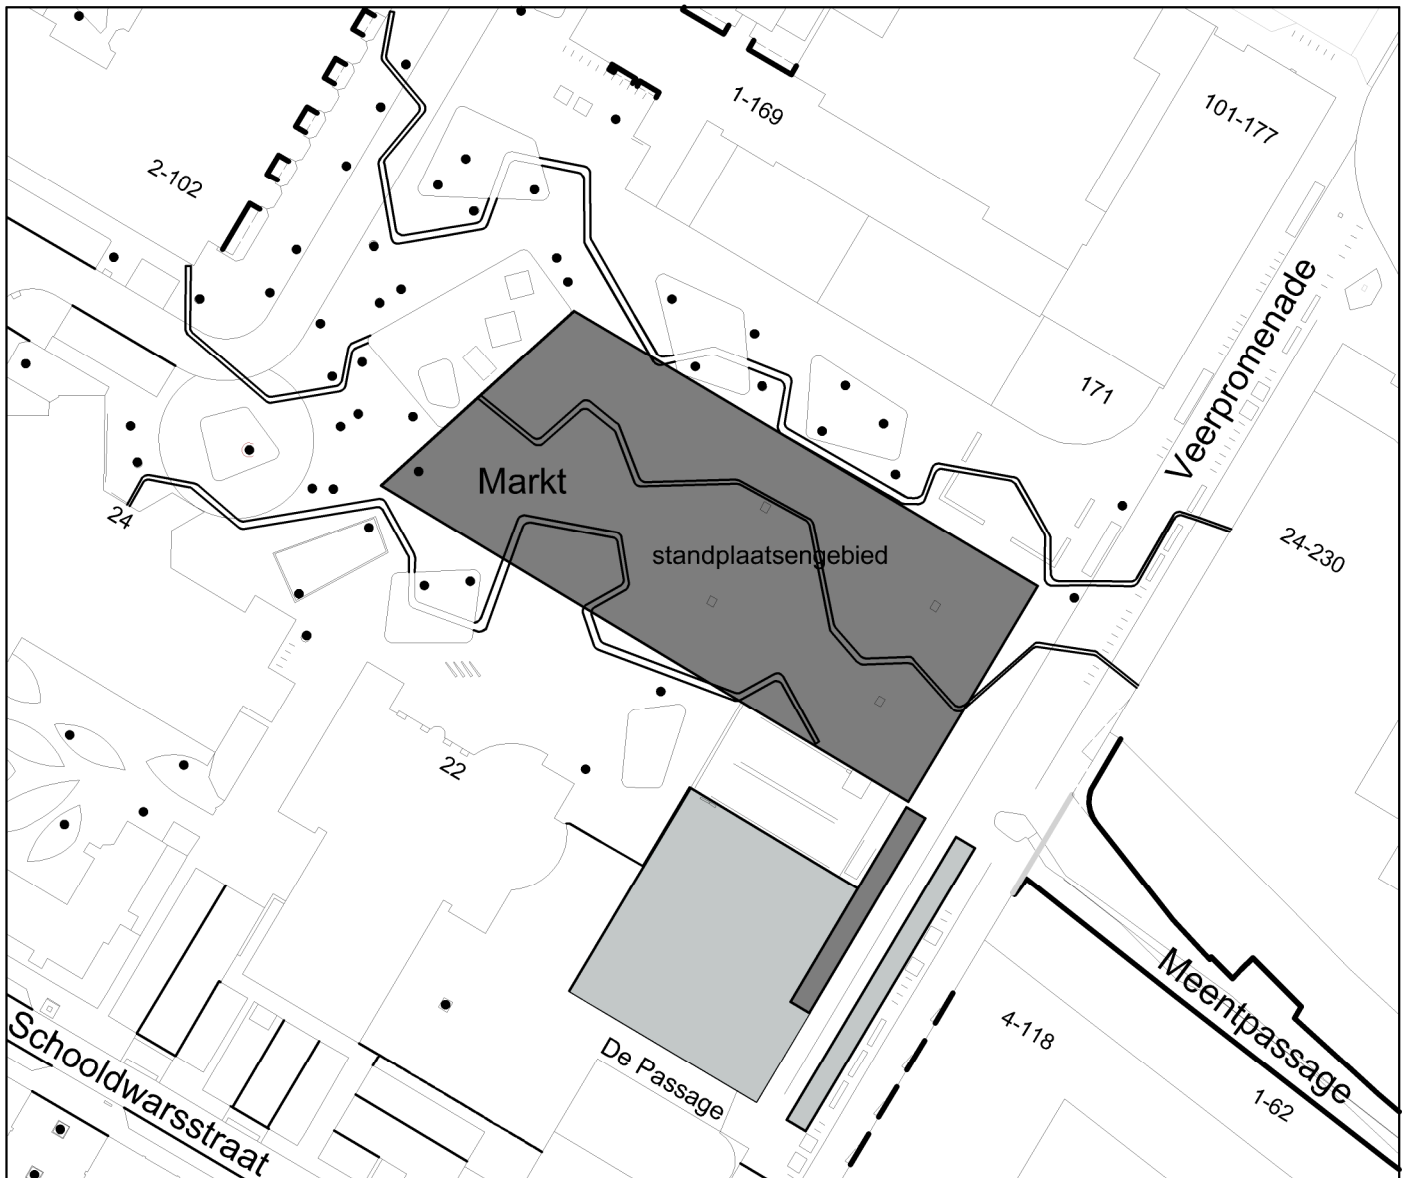 1-169
101-177
2-102
Veerpromenade
171
Markt
24
standplaatsengebied
24-230
22
Meentpassage
Schooldwarsstraat
De Passage
4-118
1-62